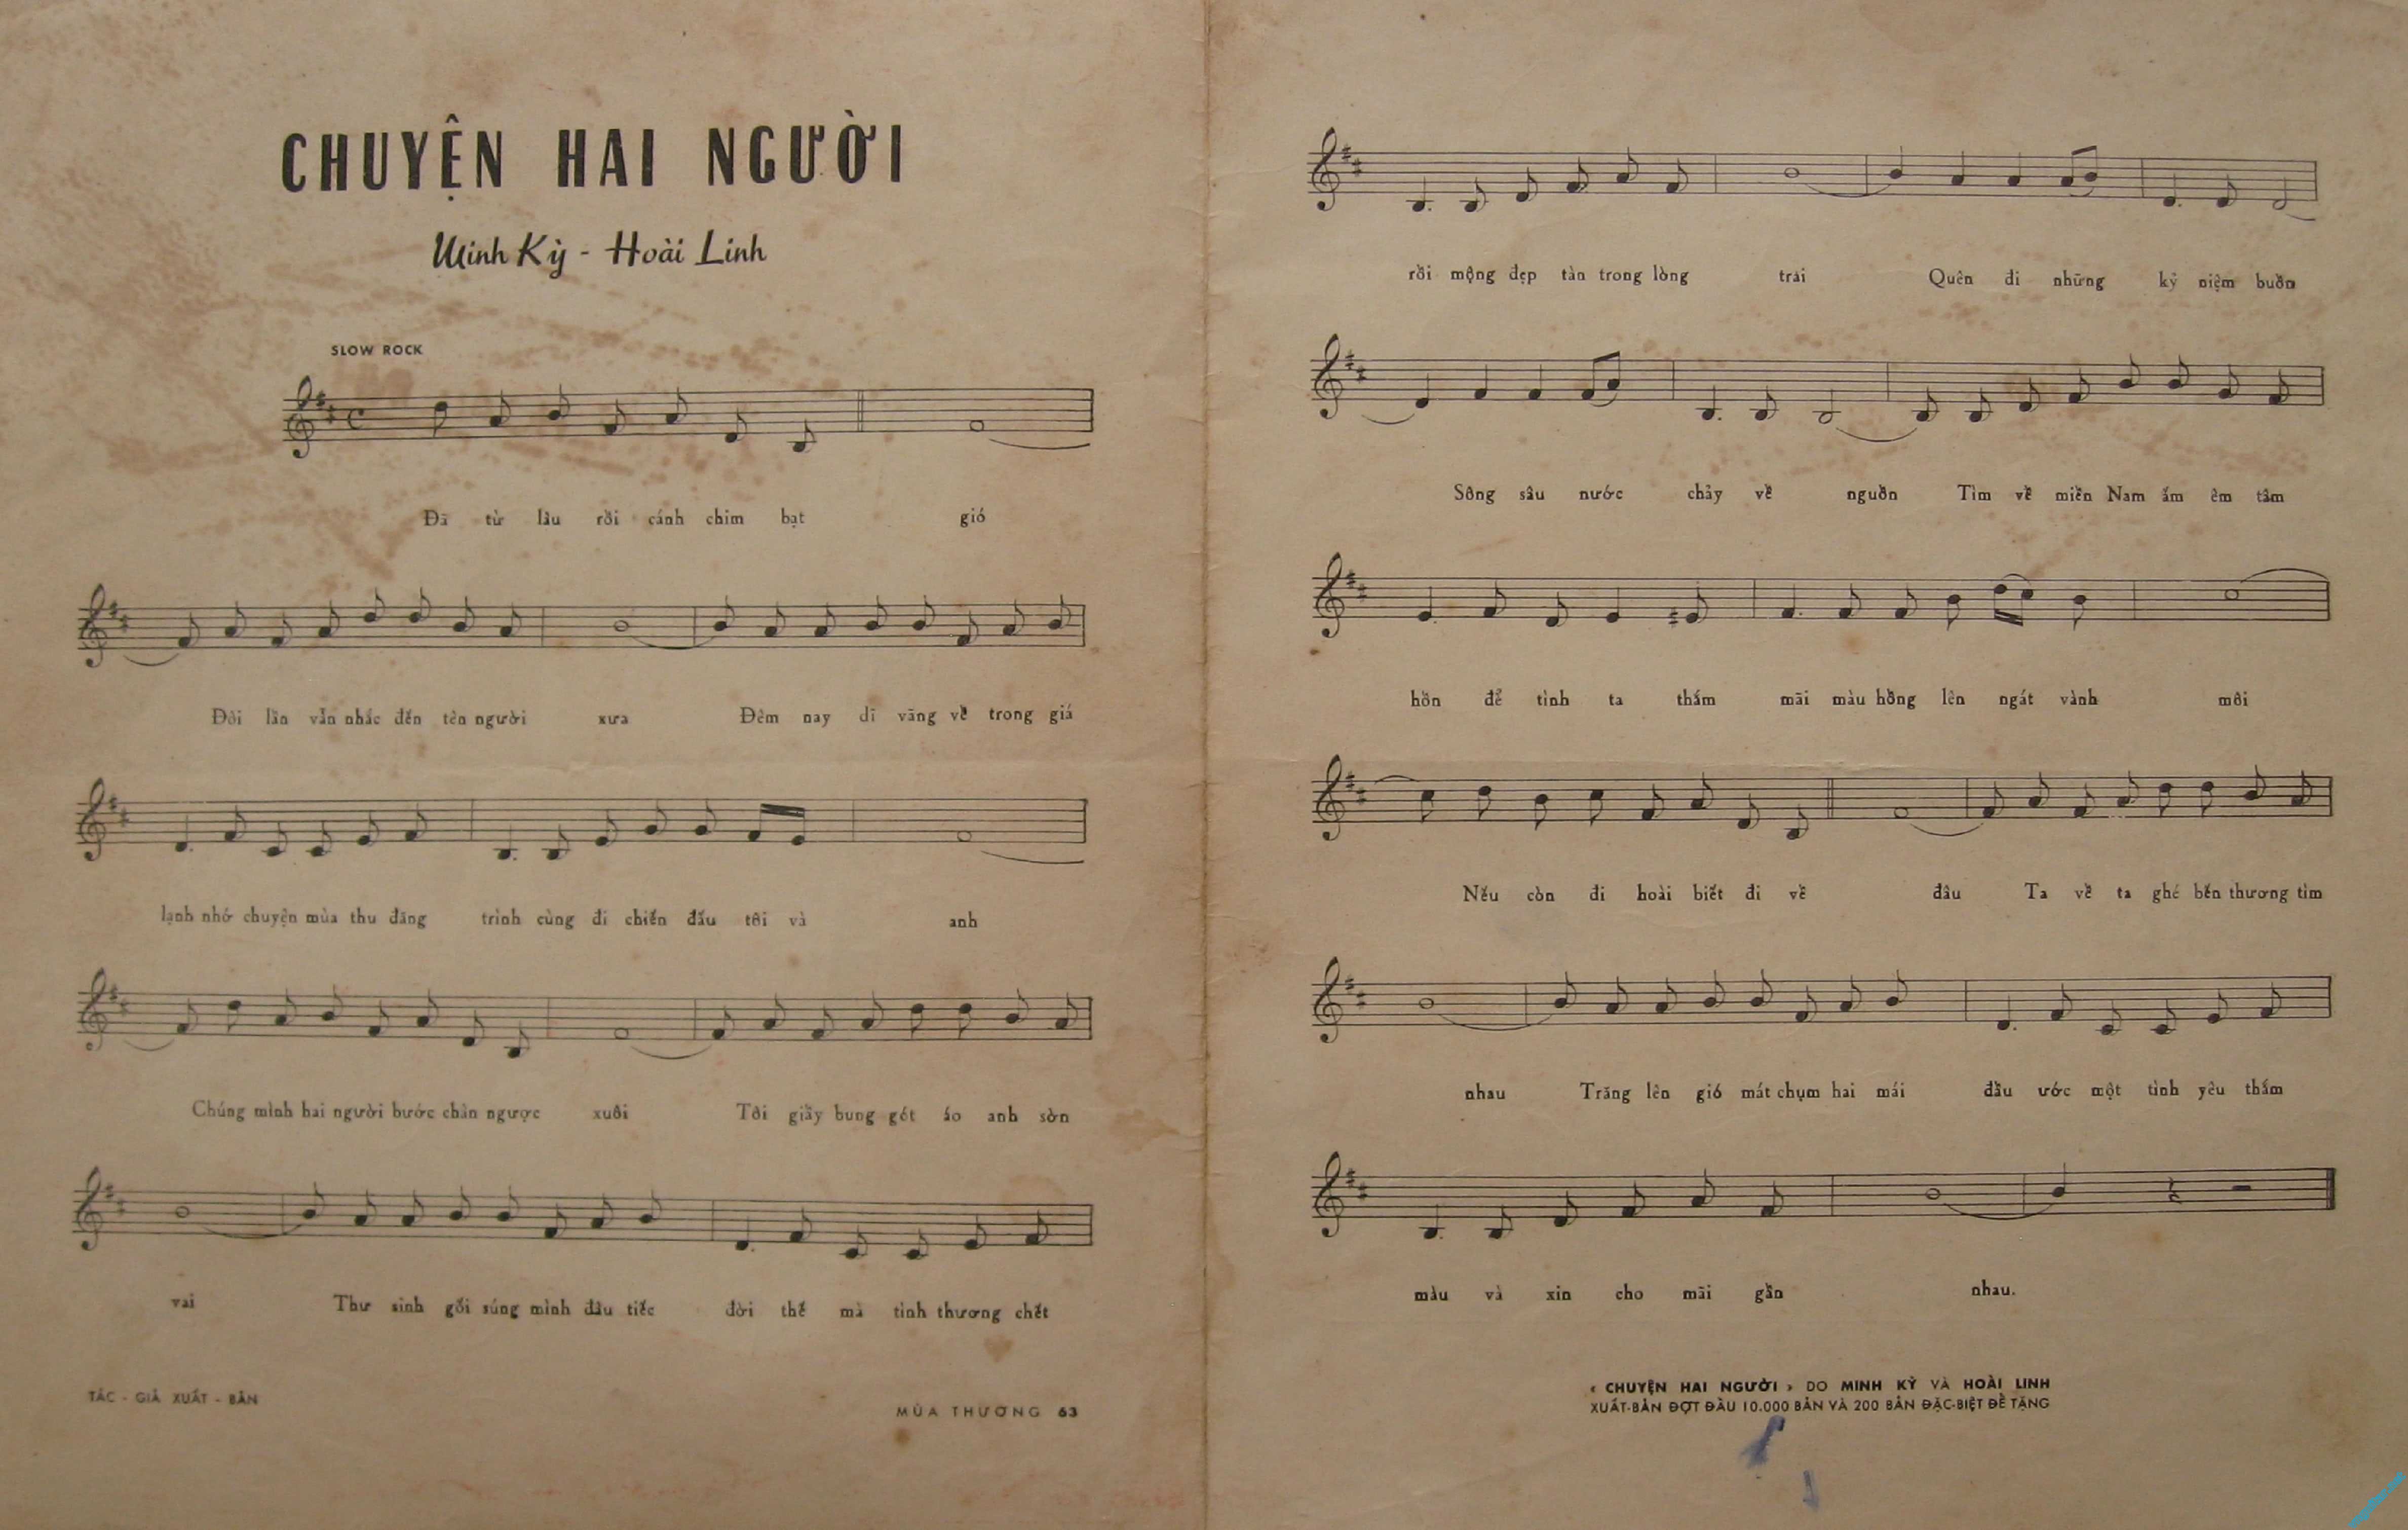 CHUYỆN HAI NGƯỜI
Minh Kỳ - Hoài Linh
SLOW ROCK
Đã từ lâu rồi cánh chim bạt gió
Đôi lần vẫn nhắc đến tên người xưa Đêm nay dĩ vãng về trong giá
lạnh nhớ chuyện mùa thu đăng trình cùng đi chiến đấu tôi và anh
Chúng mình hai người bước chân ngược xuôi Tôi giầy bung gót áo anh sờn
vai Thư sinh gối súng mình đâu tiếc đời thế mà tình thương chết
TÁC - GIẢ XUẤT - BẢN
MÙA THƯƠNG 63
rồi mộng đẹp tàn trong lòng trái Quên đi những kỷ niệm buồn
Sông sâu nước chảy về nguồn Tìm về miền Nam ấm êm tâm
hồn để tình ta thắm mãi màu hồng lên ngát vành môi
Nếu còn đi hoài biết đi về đâu Ta về ta ghé bến thương tìm
nhau Trăng lên gió mát chụm hai mái đầu ước một tình yêu thắm
màu và xin cho mãi gần nhau.
‹ CHUYỆN HAI NGƯỜI › DO MINH KỲ VÀ HOÀI LINH
XUẤT-BẢN ĐỢT ĐẦU 10.000 BẢN VÀ 200 BẢN ĐẶC-BIỆT ĐỀ TẶNG